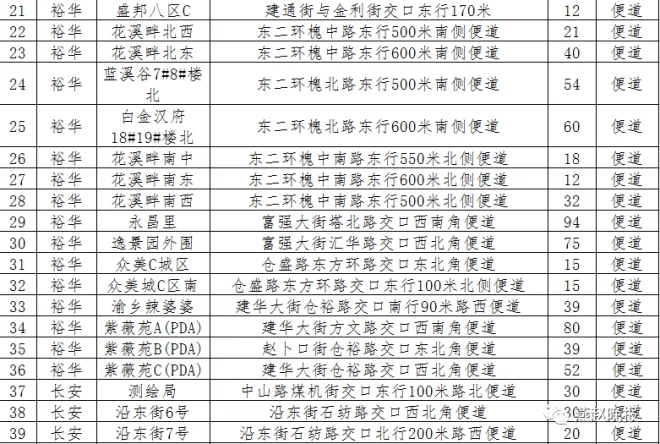 21 裕华 盛邦八区C 建通街与金利街交口东行170米 12 便道
22 裕华 花溪畔北西 东二环槐中路东行500米南侧便道 21 便道
23 裕华 花溪畔北东 东二环槐中路东行600米南侧便道 40 便道
24 裕华 蓝溪谷7#8#楼北 东二环槐北路东行500米南侧便道 54 便道
25 裕华 白金汉府18#19#楼北 东二环槐北路东行600米南侧便道 60 便道
26 裕华 花溪畔南中 东二环槐中南路东行550米北侧便道 18 便道
27 裕华 花溪畔南东 东二环槐中南路东行600米北侧便道 12 便道
28 裕华 花溪畔南西 东二环槐中南路东行500米北侧便道 32 便道
29 裕华 永昌里 富强大街塔北路交口西南角便道 94 便道
30 裕华 逸景园外围 富强大街汇华路交口西南角便道 75 便道
31 裕华 众美C城区 仓盛路东方环路交口东北角便道 15 便道
32 裕华 众美城C区南 仓盛路东方环路交口东行100米北侧便道 15 便道
33 裕华 渝乡辣婆婆 建华大街仓裕路交口南行90米路西便道 39 便道
34 裕华 紫薇苑A(PDA) 建华大街方文路交口西南角便道 80 便道
35 裕华 紫薇苑B(PDA) 赵卜口街仓裕路交口东北角便道 39 便道
36 裕华 紫薇苑C(PDA) 建华大街仓裕路交口西北角便道 52 便道
37 长安 测绘局 中山路煤机街交口东行100米路北便道 30 便道
38 长安 沿东街6号 沿东街石纺路交口西北角便道 30 便道
39 长安 沿东街7号 沿东街石纺路交口北行200米路西便道 20 便道
燕赵晚报